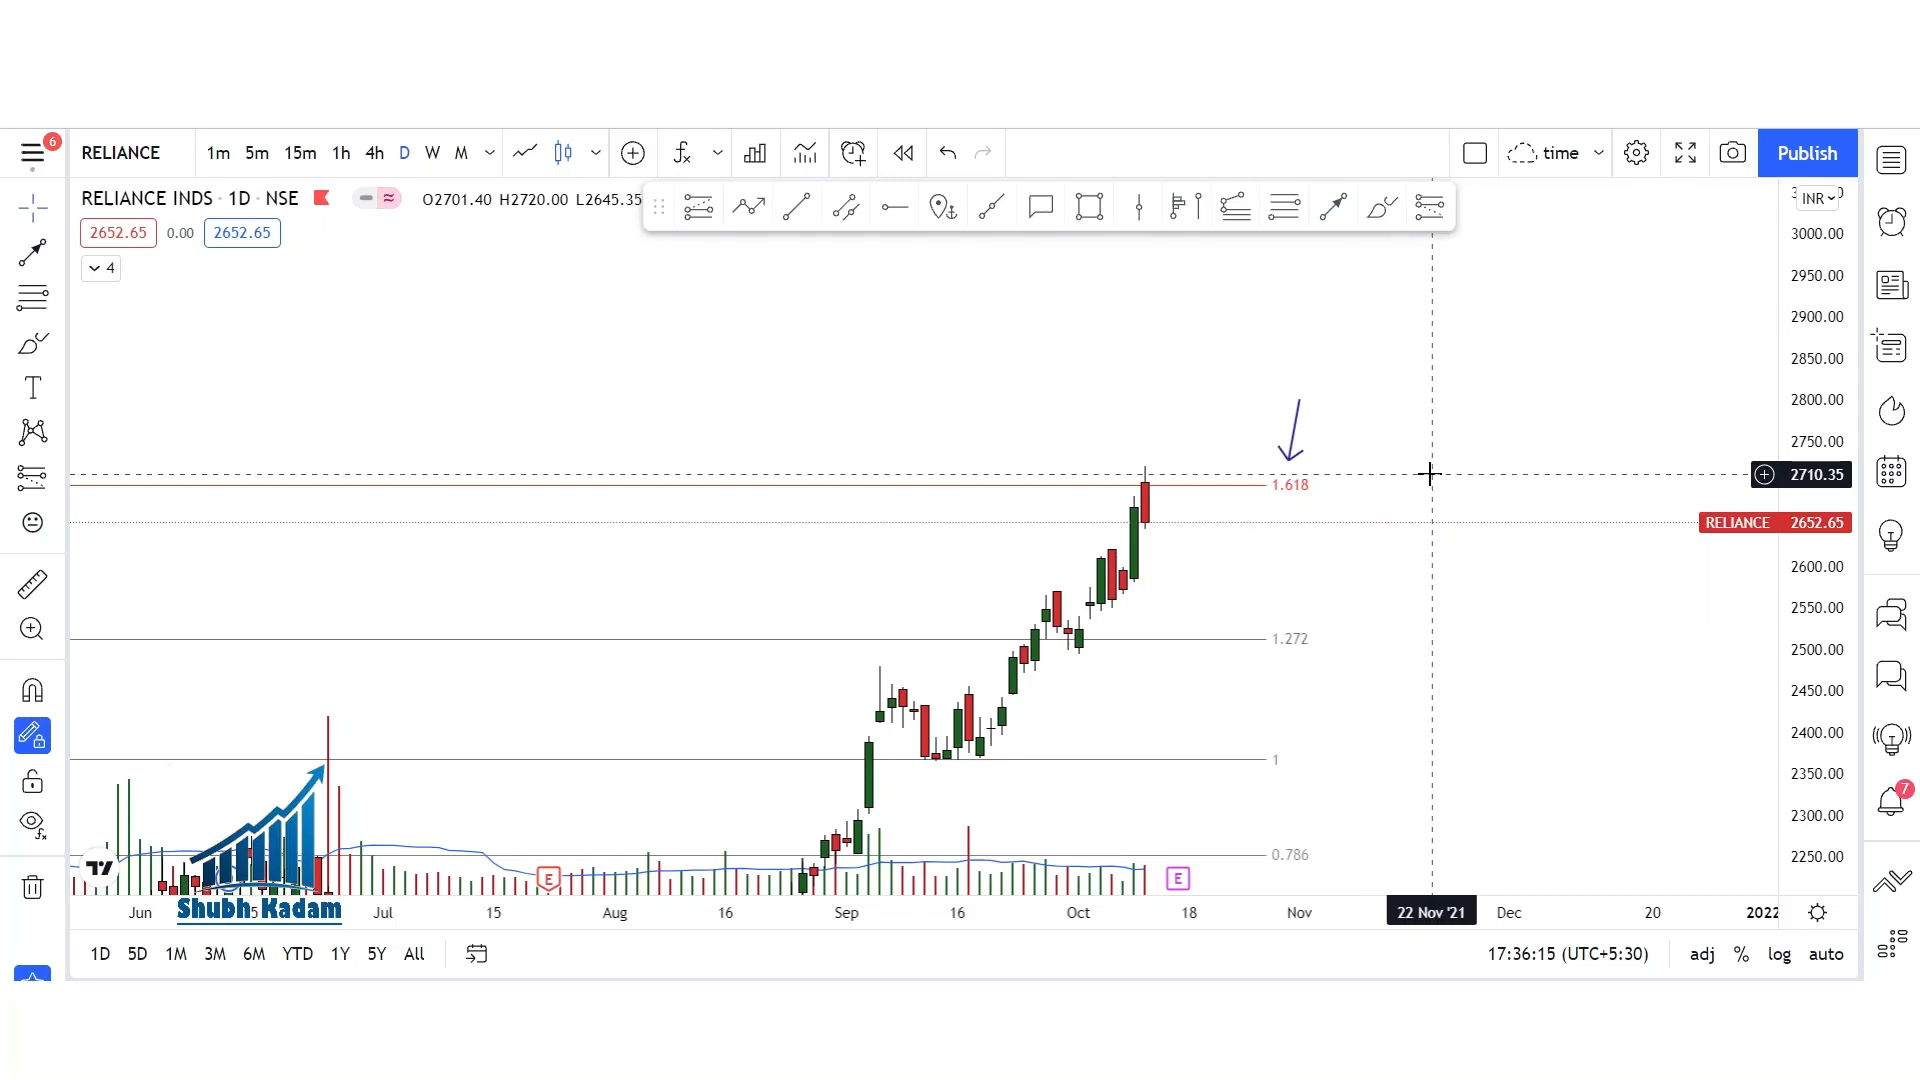 6
RELIANCE 1m 5m 15m 1h 4h D W M time Publish
RELIANCE INDS · 1D · NSE O2701.40 H2720.00 L2645.35
INR
2652.65 0.00 2652.65
4
3000.00
2950.00
2900.00
2850.00
2800.00
2750.00
2710.35
1.618
RELIANCE 2652.65
2600.00
2550.00
1.272
2500.00
2450.00
2400.00
1
2350.00
7
2300.00
0.786
2250.00
E E
Shubh Kadam
Jun Jul 15 Aug 16 Sep 16 Oct 18 Nov 22 Nov '21 Dec 20 2022
1D 5D 1M 3M 6M YTD 1Y 5Y All 17:36:15 (UTC+5:30) adj % log auto